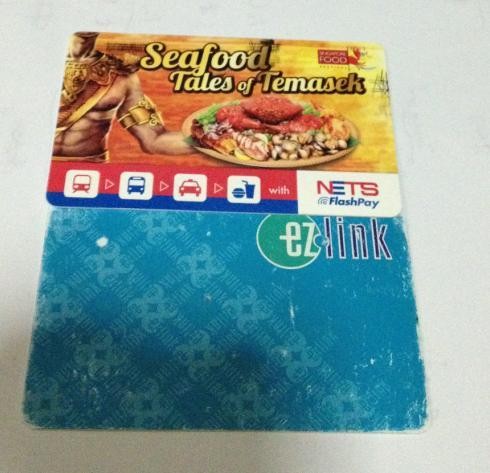 Seafood
Tales of Temasek
SINGAPORE
FOOD
FESTIVAL
with
NETS
FlashPay
ez link